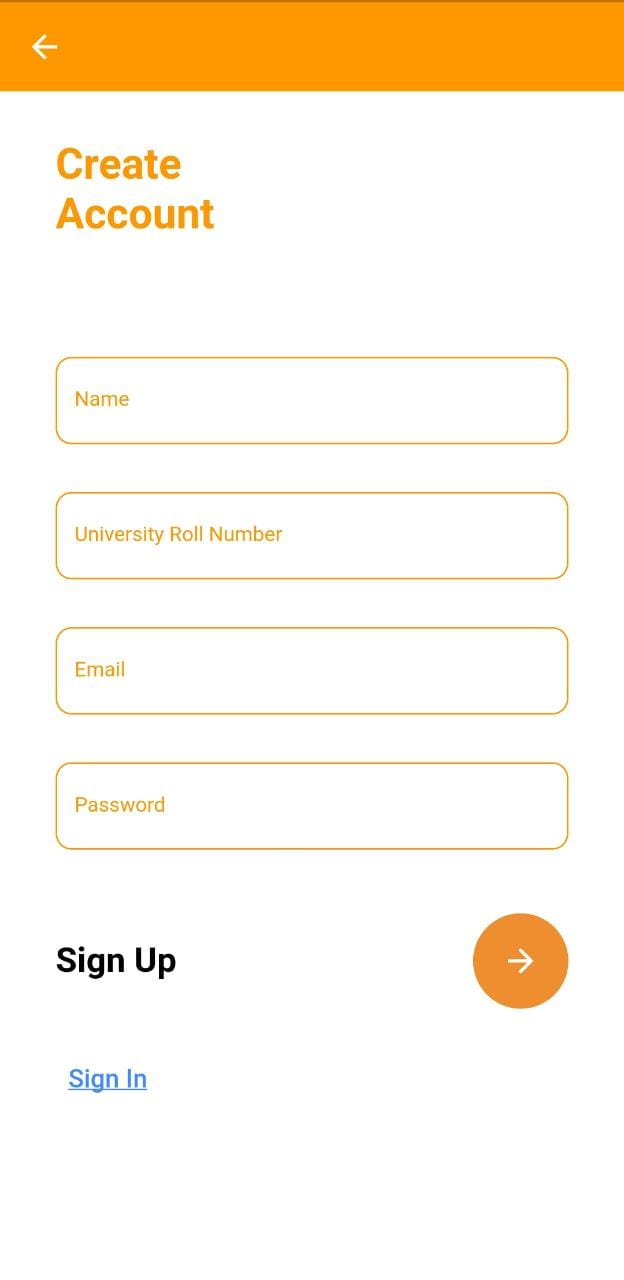 Create
Account
Name
University Roll Number
Email
Password
Sign Up
Sign In